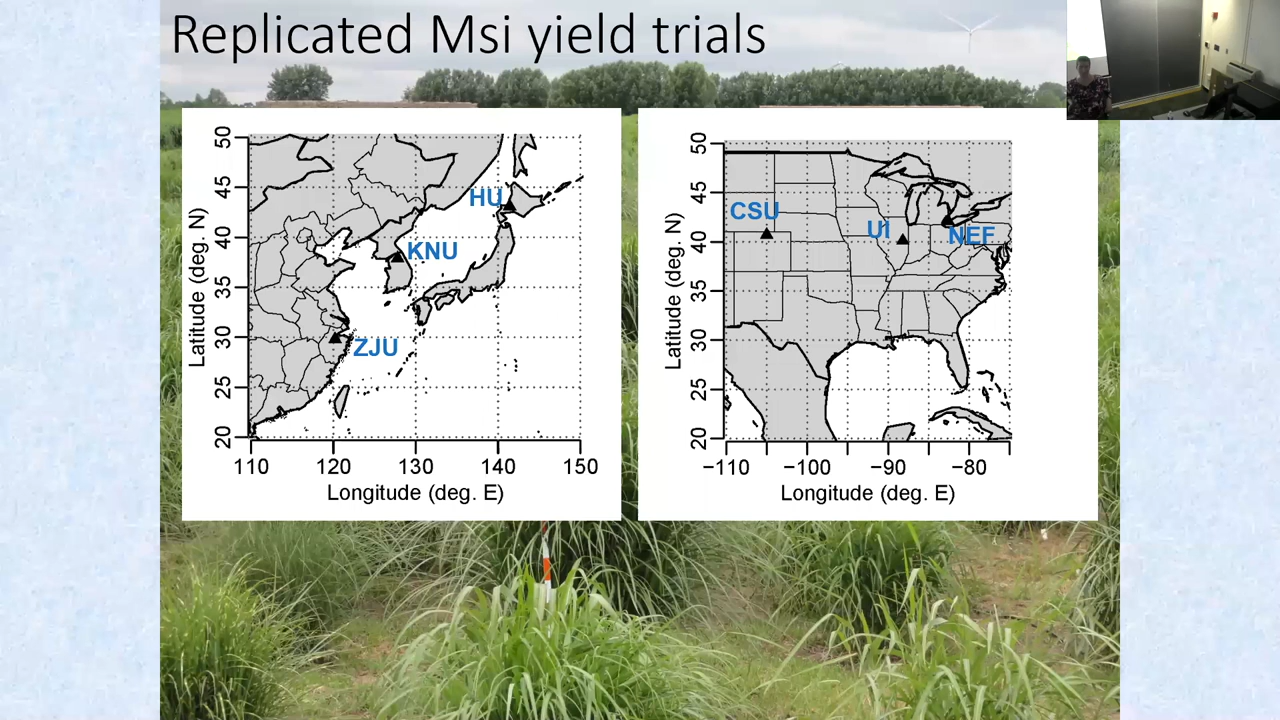 Replicated Msi yield trials
50
45
40
35
30
25
20
110
120
130
140
150
Latitude (deg. N)
Longitude (deg. E)
HU
KNU
ZJU
50
45
40
35
30
25
20
−110
−100
−90
−80
Latitude (deg. N)
Longitude (deg. E)
CSU
UI
NEF